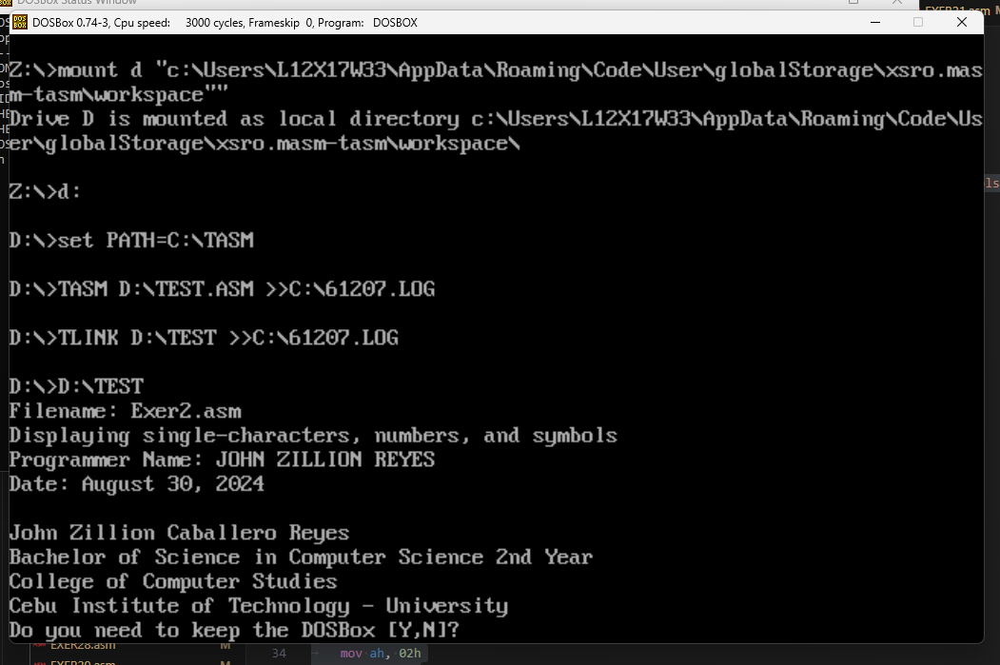 DOSBox Status Window
DOSBox 0.74-3, Cpu speed: 3000 cycles, Frameskip 0, Program: DOSBOX
Z:\>mount d "c:\Users\L12X17W33\AppData\Roaming\Code\User\globalStorage\xsro.mas
m-tasm\workspace""
Drive D is mounted as local directory c:\Users\L12X17W33\AppData\Roaming\Code\Us
er\globalStorage\xsro.masm-tasm\workspace\
Z:\>d:
D:\>set PATH=C:\TASM
D:\>TASM D:\TEST.ASM >>C:\61207.LOG
D:\>TLINK D:\TEST >>C:\61207.LOG
D:\>D:\TEST
Filename: Exer2.asm
Displaying single-characters, numbers, and symbols
Programmer Name: JOHN ZILLION REYES
Date: August 30, 2024
John Zillion Caballero Reyes
Bachelor of Science in Computer Science 2nd Year
College of Computer Studies
Cebu Institute of Technology - University
Do you need to keep the DOSBox [Y,N]?
EXER28.asm M
34 mov ah, 02h